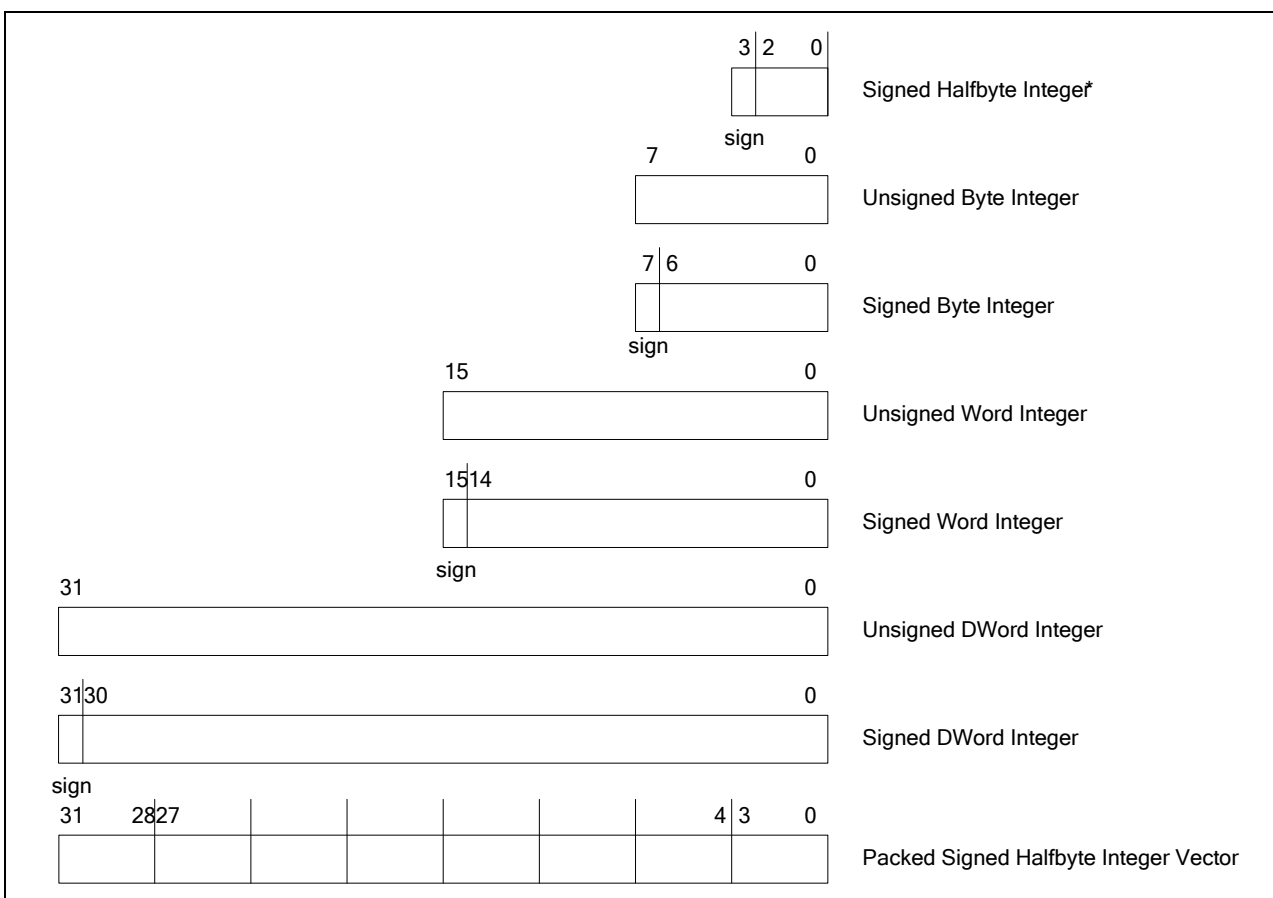 3 2 0
Signed Halfbyte Integer*
sign
7 0
Unsigned Byte Integer
7 6 0
Signed Byte Integer
sign
15 0
Unsigned Word Integer
15 14 0
Signed Word Integer
sign
31 0
Unsigned DWord Integer
31 30 0
Signed DWord Integer
sign
31 28 27 4 3 0
Packed Signed Halfbyte Integer Vector